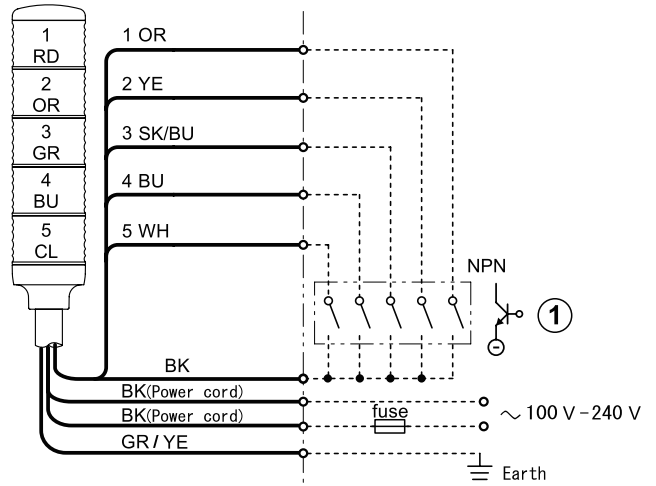 1
RD
2
OR
3
GR
4
BU
5
CL
1 OR
2 YE
3 SK/BU
4 BU
5 WH
NPN
1
BK
BK(Power cord)
BK(Power cord)
fuse
～100 V-240 V
GR / YE
Earth